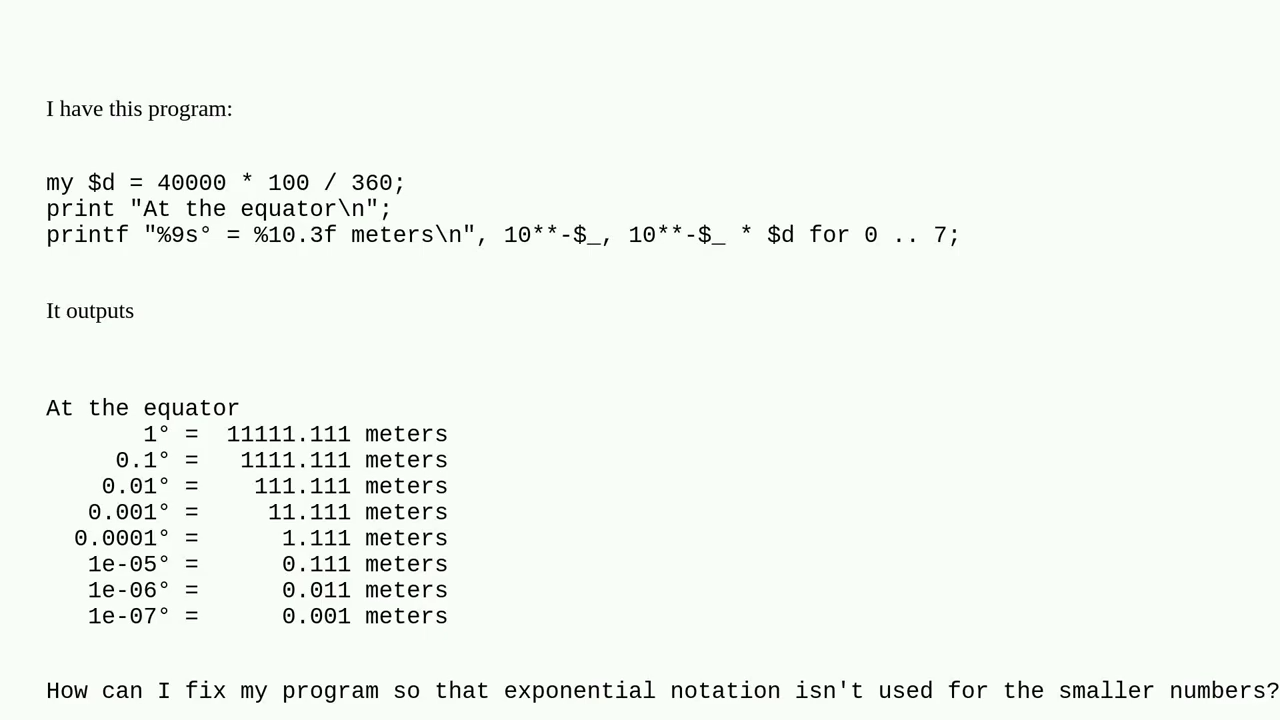 I have this program:
my $d = 40000 * 100 / 360;
print "At the equator\n";
printf "%9s° = %10.3f meters\n", 10**-$_, 10**-$_ * $d for 0 .. 7;
It outputs
At the equator
       1° =  11111.111 meters
     0.1° =   1111.111 meters
    0.01° =    111.111 meters
   0.001° =     11.111 meters
  0.0001° =      1.111 meters
   1e-05° =      0.111 meters
   1e-06° =      0.011 meters
   1e-07° =      0.001 meters
How can I fix my program so that exponential notation isn't used for the smaller numbers?